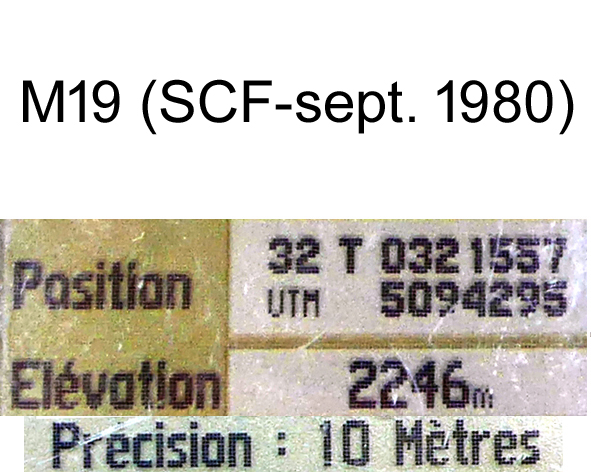 M19 (SCF-sept. 1980)
Position 32 T 0321557
UTM 5094295
Elévation 2246m
Précision : 10 Mètres